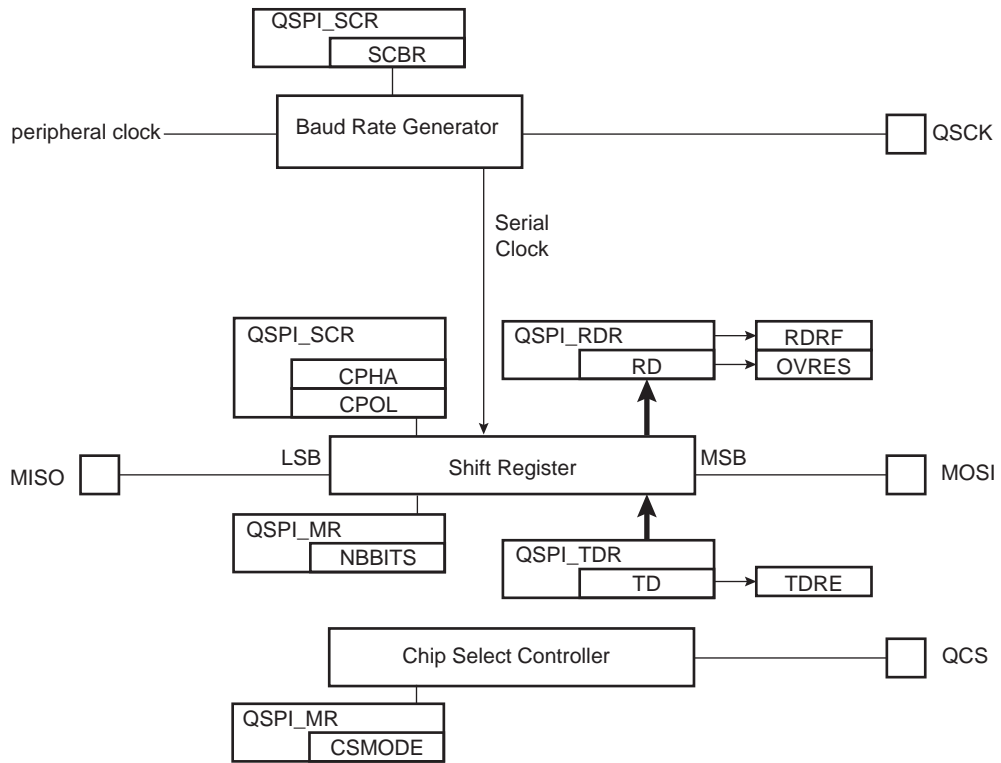 QSPI_SCR
SCBR
peripheral clock
Baud Rate Generator
QSCK
Serial
Clock
QSPI_SCR
CPHA
CPOL
QSPI_RDR
RD
RDRF
OVRES
MISO
LSB
Shift Register
MSB
MOSI
QSPI_MR
NBBITS
QSPI_TDR
TD
TDRE
Chip Select Controller
QCS
QSPI_MR
CSMODE